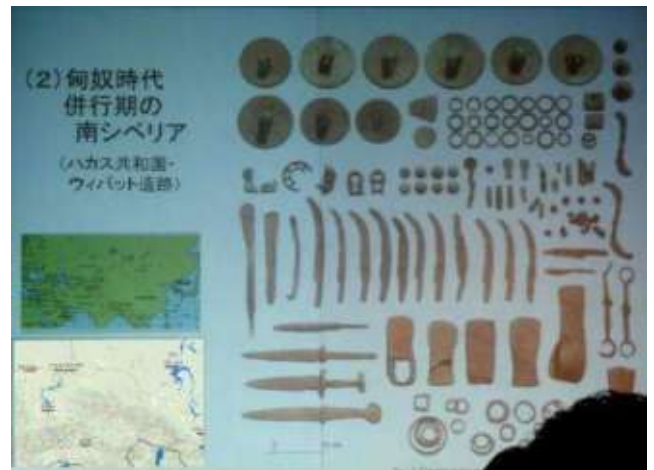 (2)匈奴時代
併行期の
南シベリア
(ハカス共和国・
ウィバット遺跡)